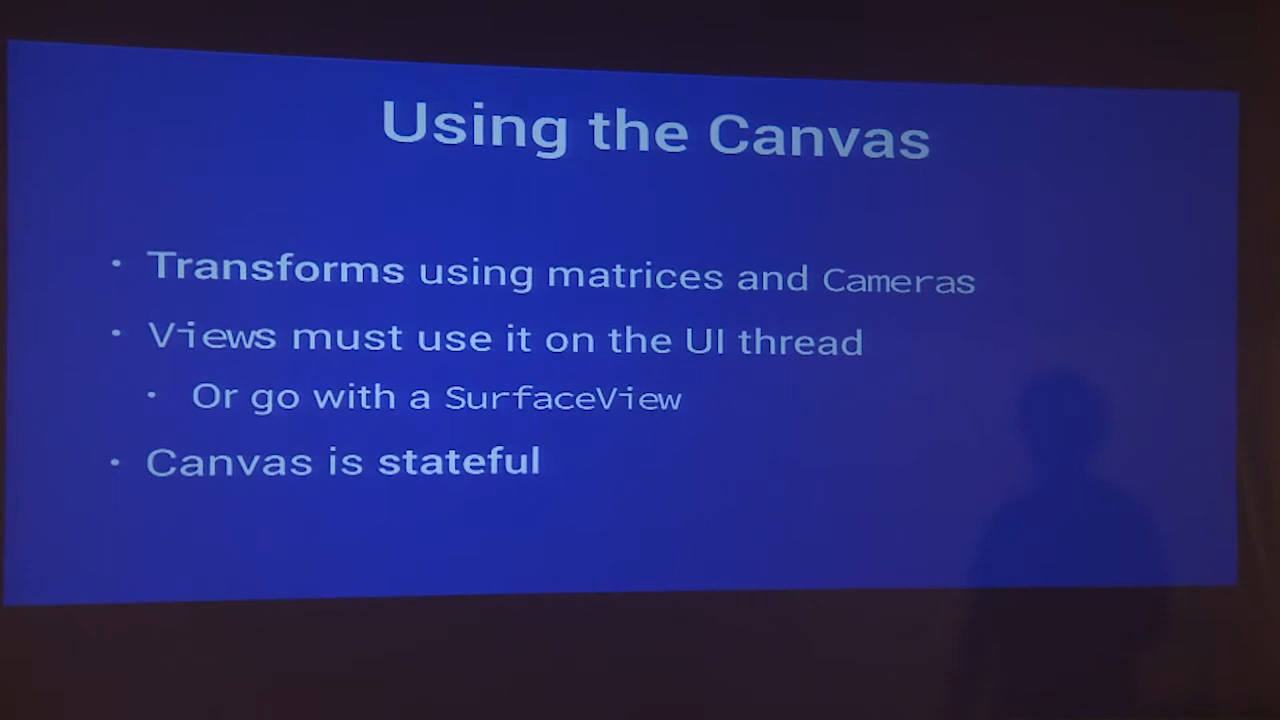 Using the Canvas
• Transforms using matrices and Cameras
• Views must use it on the UI thread
• Or go with a SurfaceView
• Canvas is stateful